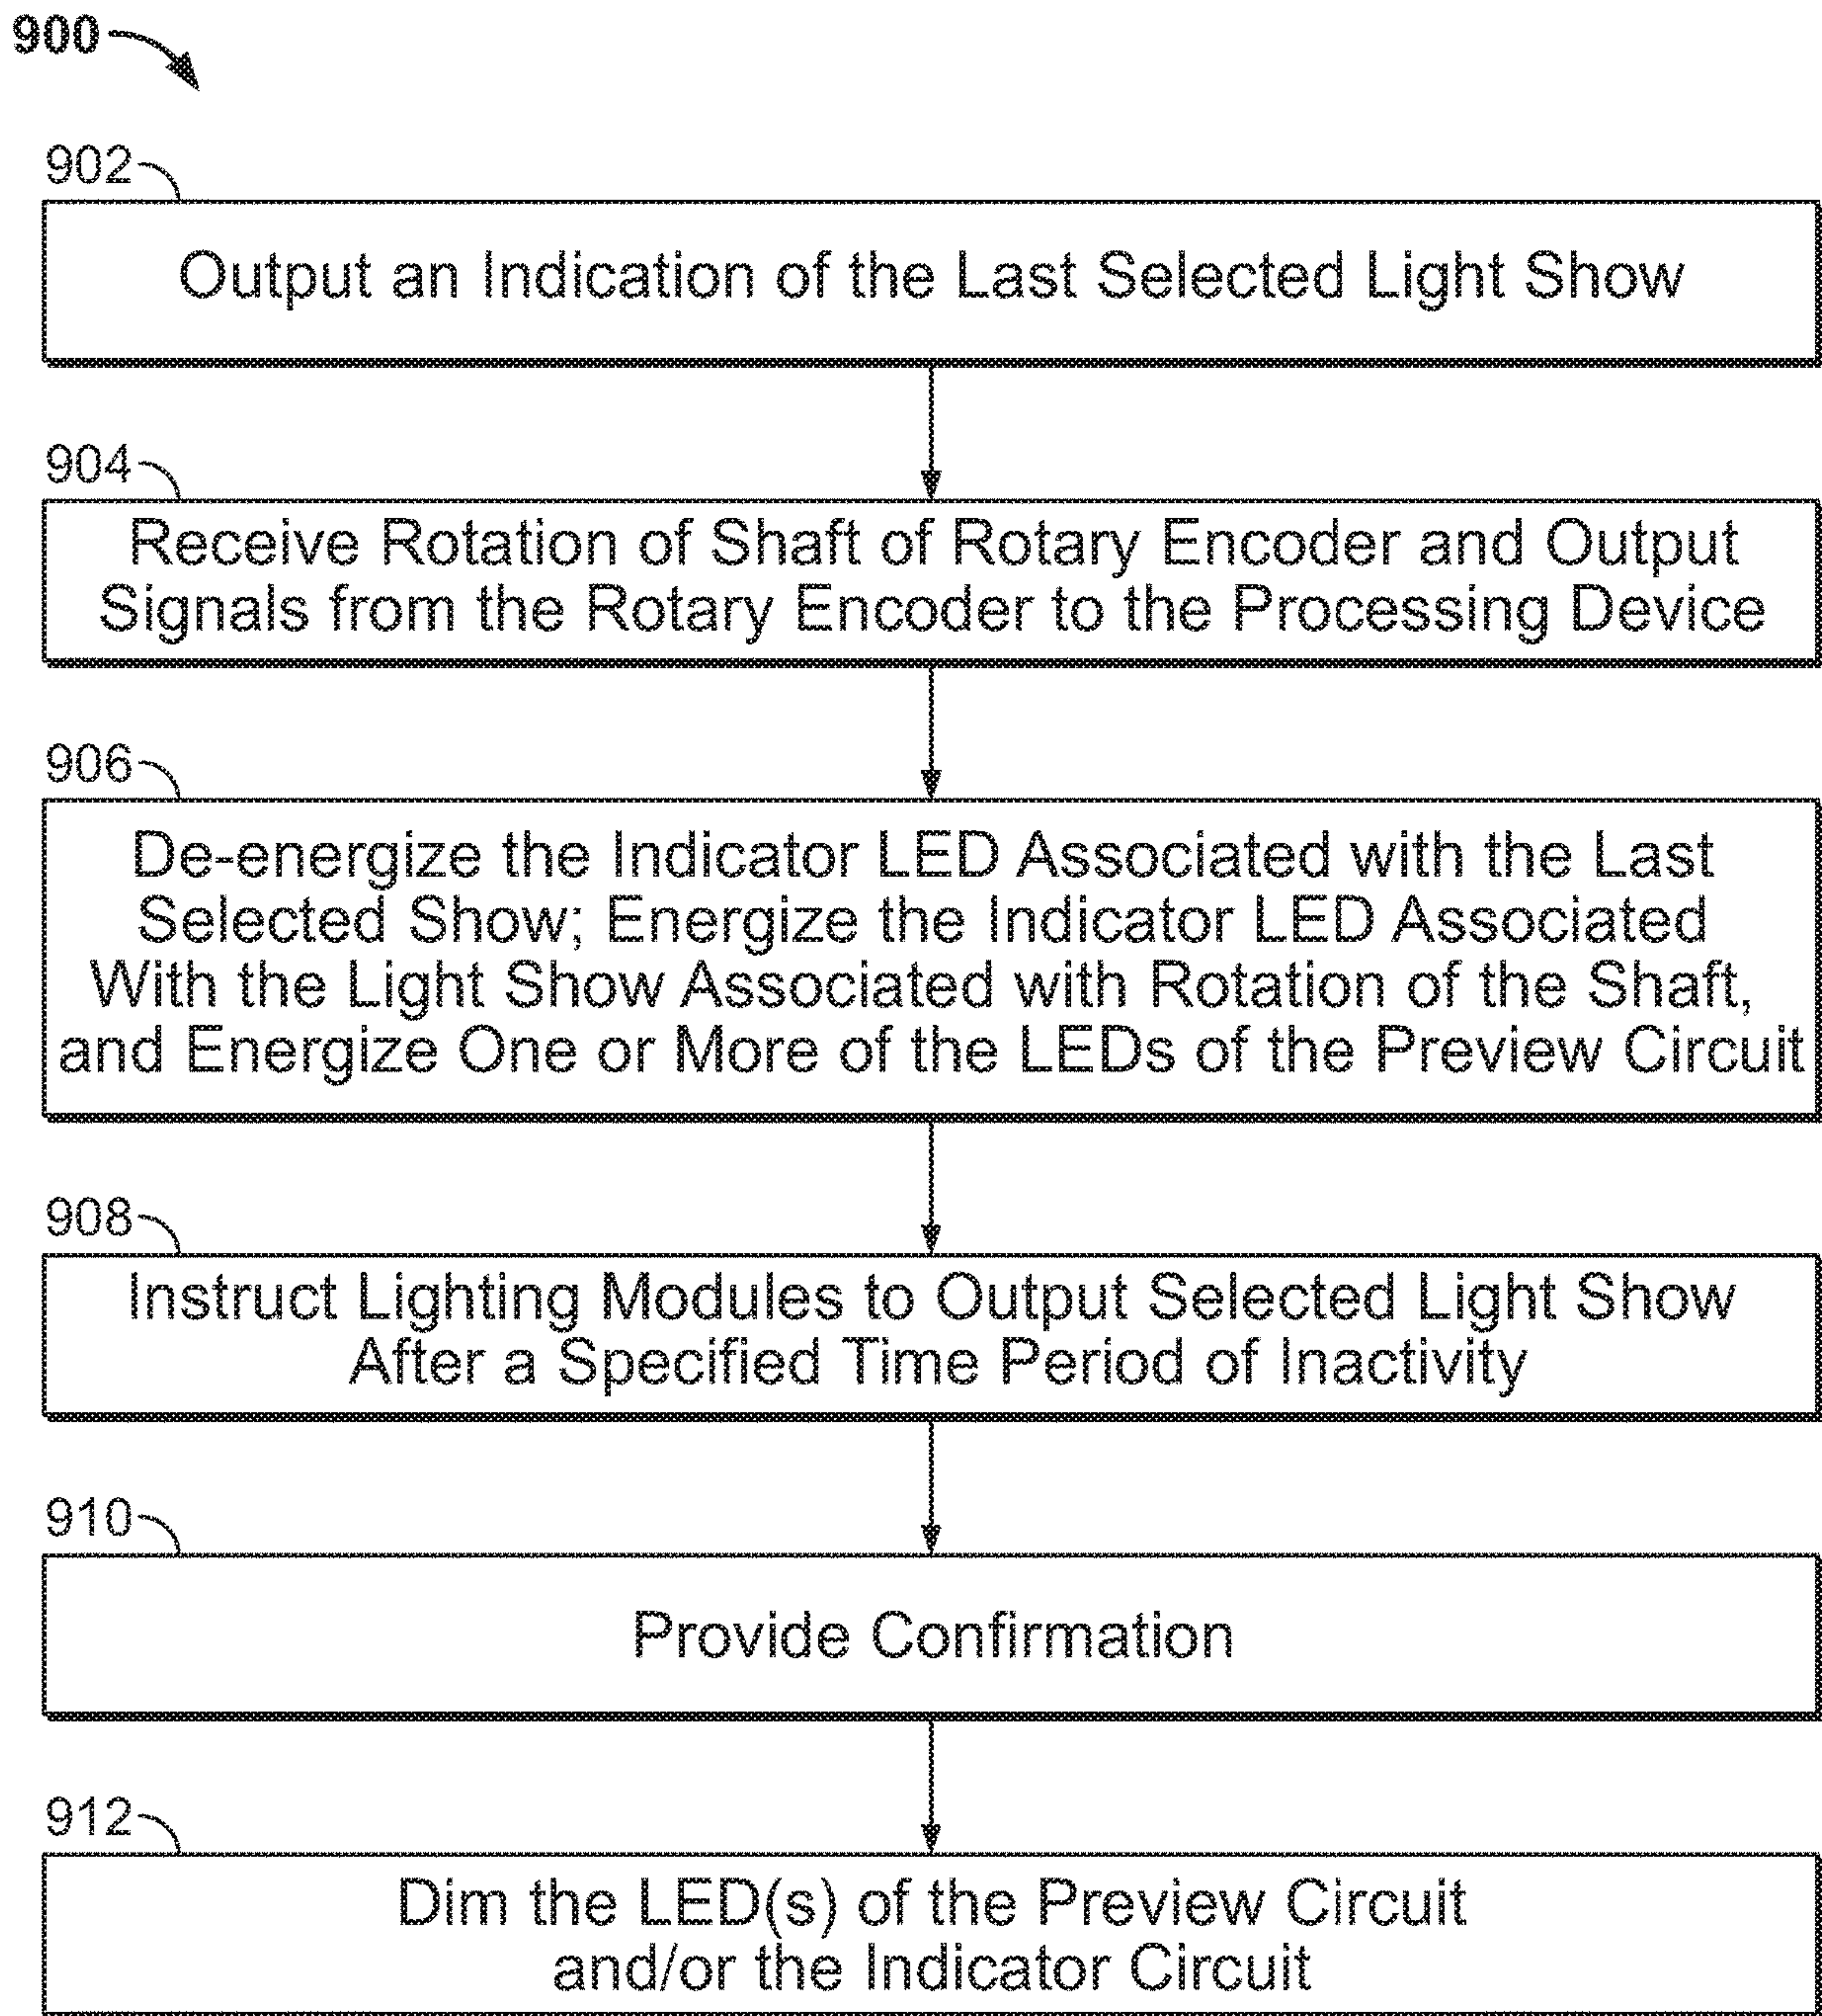 900
902
Output an Indication of the Last Selected Light Show
904
Receive Rotation of Shaft of Rotary Encoder and Output
Signals from the Rotary Encoder to the Processing Device
906
De-energize the Indicator LED Associated with the Last
Selected Show; Energize the Indicator LED Associated
With the Light Show Associated with Rotation of the Shaft,
and Energize One or More of the LEDs of the Preview Circuit
908
Instruct Lighting Modules to Output Selected Light Show
After a Specified Time Period of Inactivity
910
Provide Confirmation
912
Dim the LED(s) of the Preview Circuit
and/or the Indicator Circuit